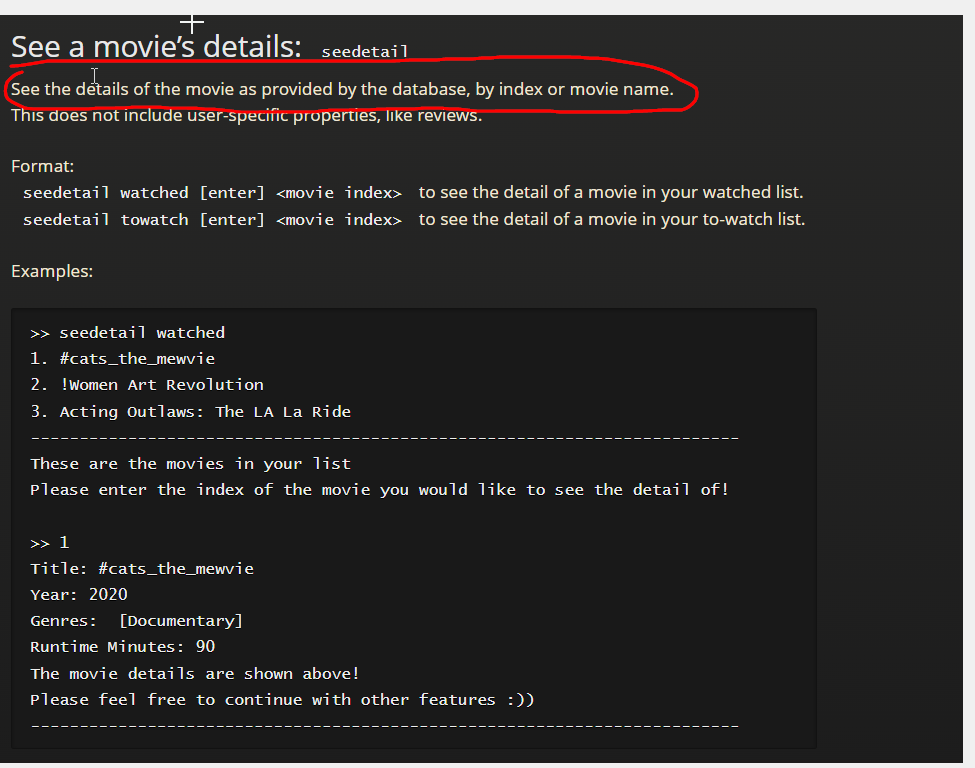 See a movie’s details: seedetail
See the details of the movie as provided by the database, by index or movie name.
This does not include user-specific properties, like reviews.
Format:
seedetail watched [enter] <movie index> to see the detail of a movie in your watched list.
seedetail towatch [enter] <movie index> to see the detail of a movie in your to-watch list.
Examples:
>> seedetail watched
1. #cats_the_mewvie
2. !Women Art Revolution
3. Acting Outlaws: The LA La Ride
-------------------------------------------------------------------------
These are the movies in your list
Please enter the index of the movie you would like to see the detail of!
>> 1
Title: #cats_the_mewvie
Year: 2020
Genres:  [Documentary]
Runtime Minutes: 90
The movie details are shown above!
Please feel free to continue with other features :))
-------------------------------------------------------------------------